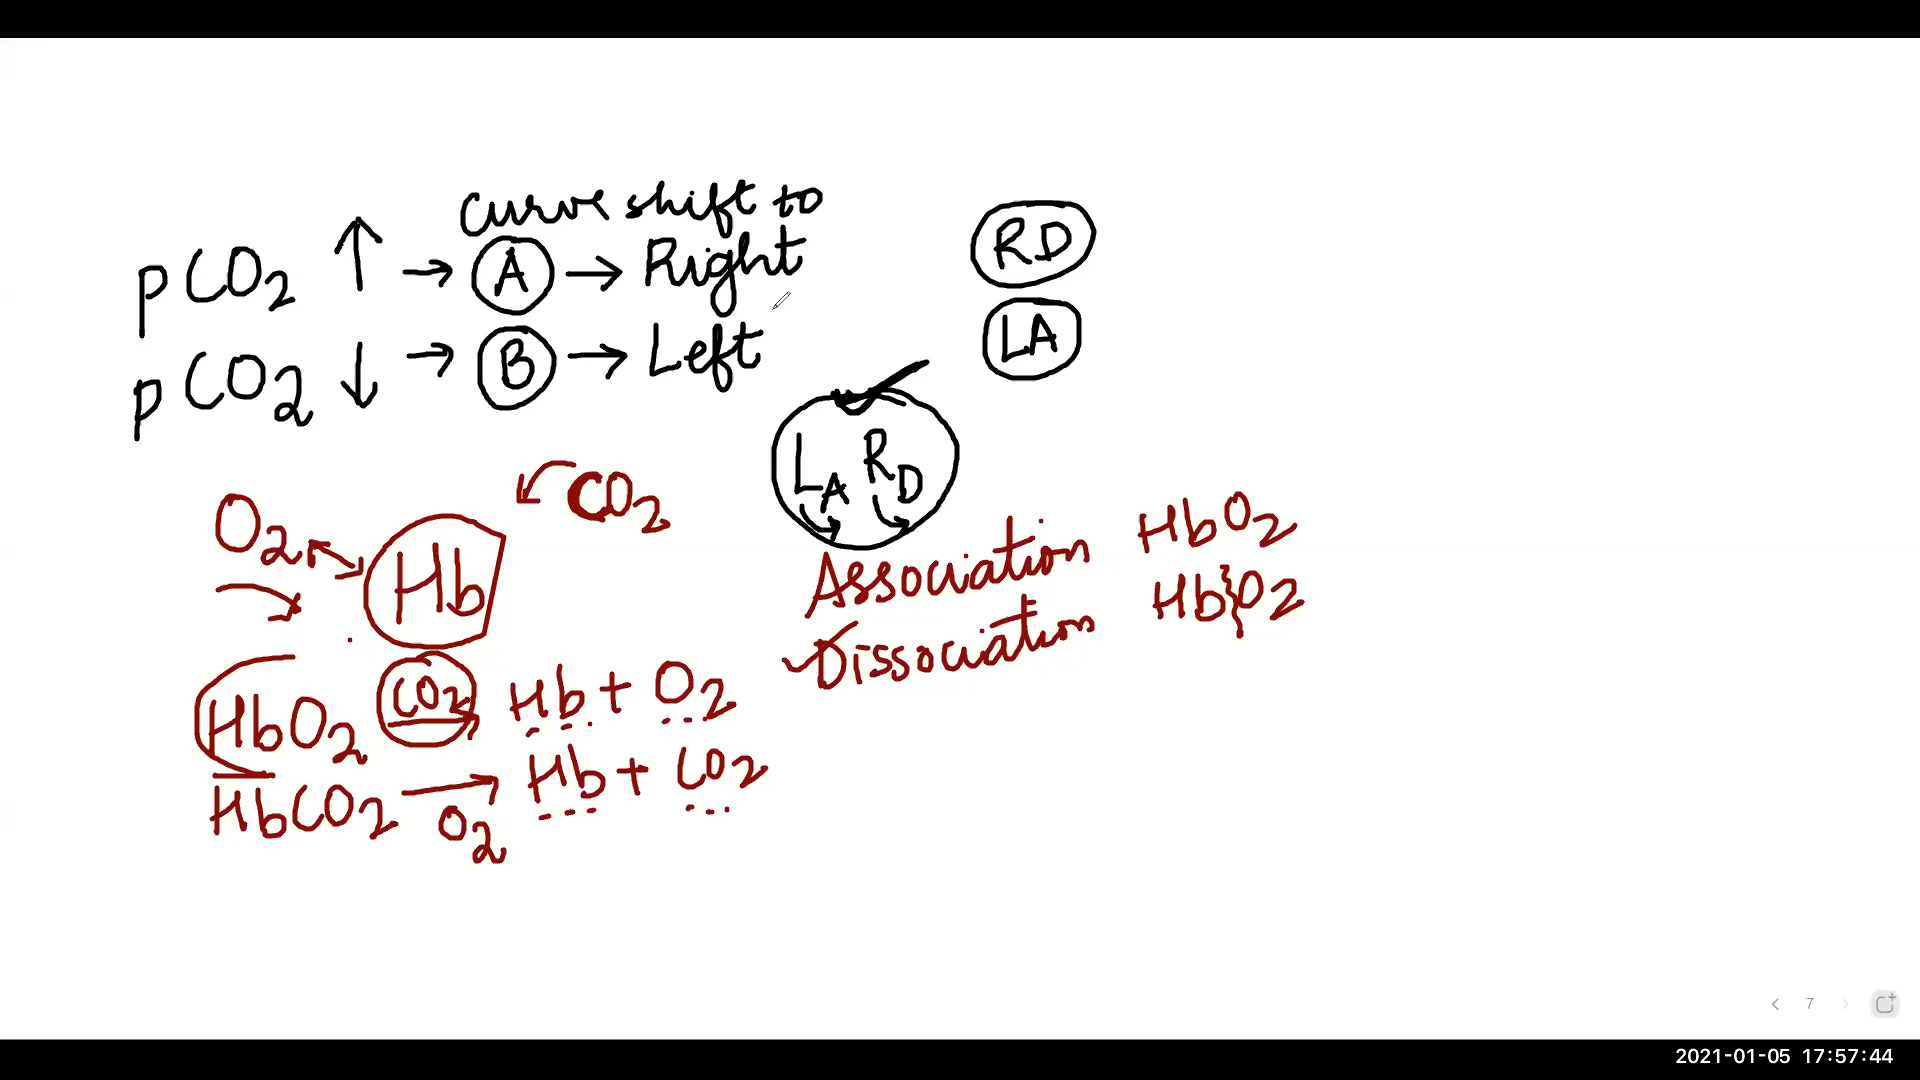 curve shift to
pCO2 ↑ → A → Right
pCO2 ↓ → B → Left
RD
LA
LA RD
O2 Hb CO2
Association HbO2
Dissociation Hb}O2
HbO2 CO2 → Hb + O2
HbCO2 → O2 Hb + CO2
< 7 >
2021-01-05 17:57:44